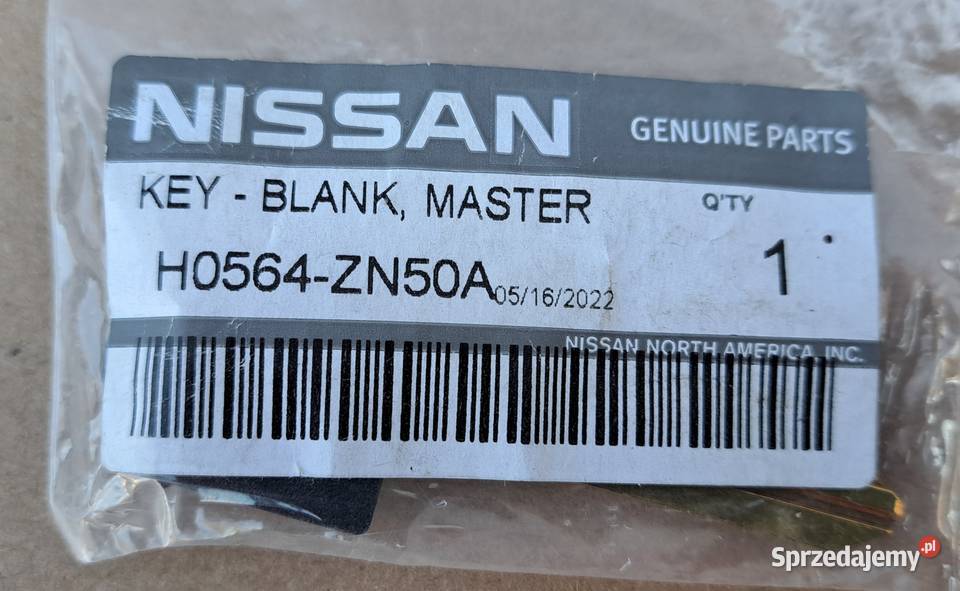 NISSAN GENUINE PARTS
KEY - BLANK, MASTER Q'TY
H0564-ZN50A 05/16/2022 1
NISSAN NORTH AMERICA, INC.
Sprzedajemy.pl